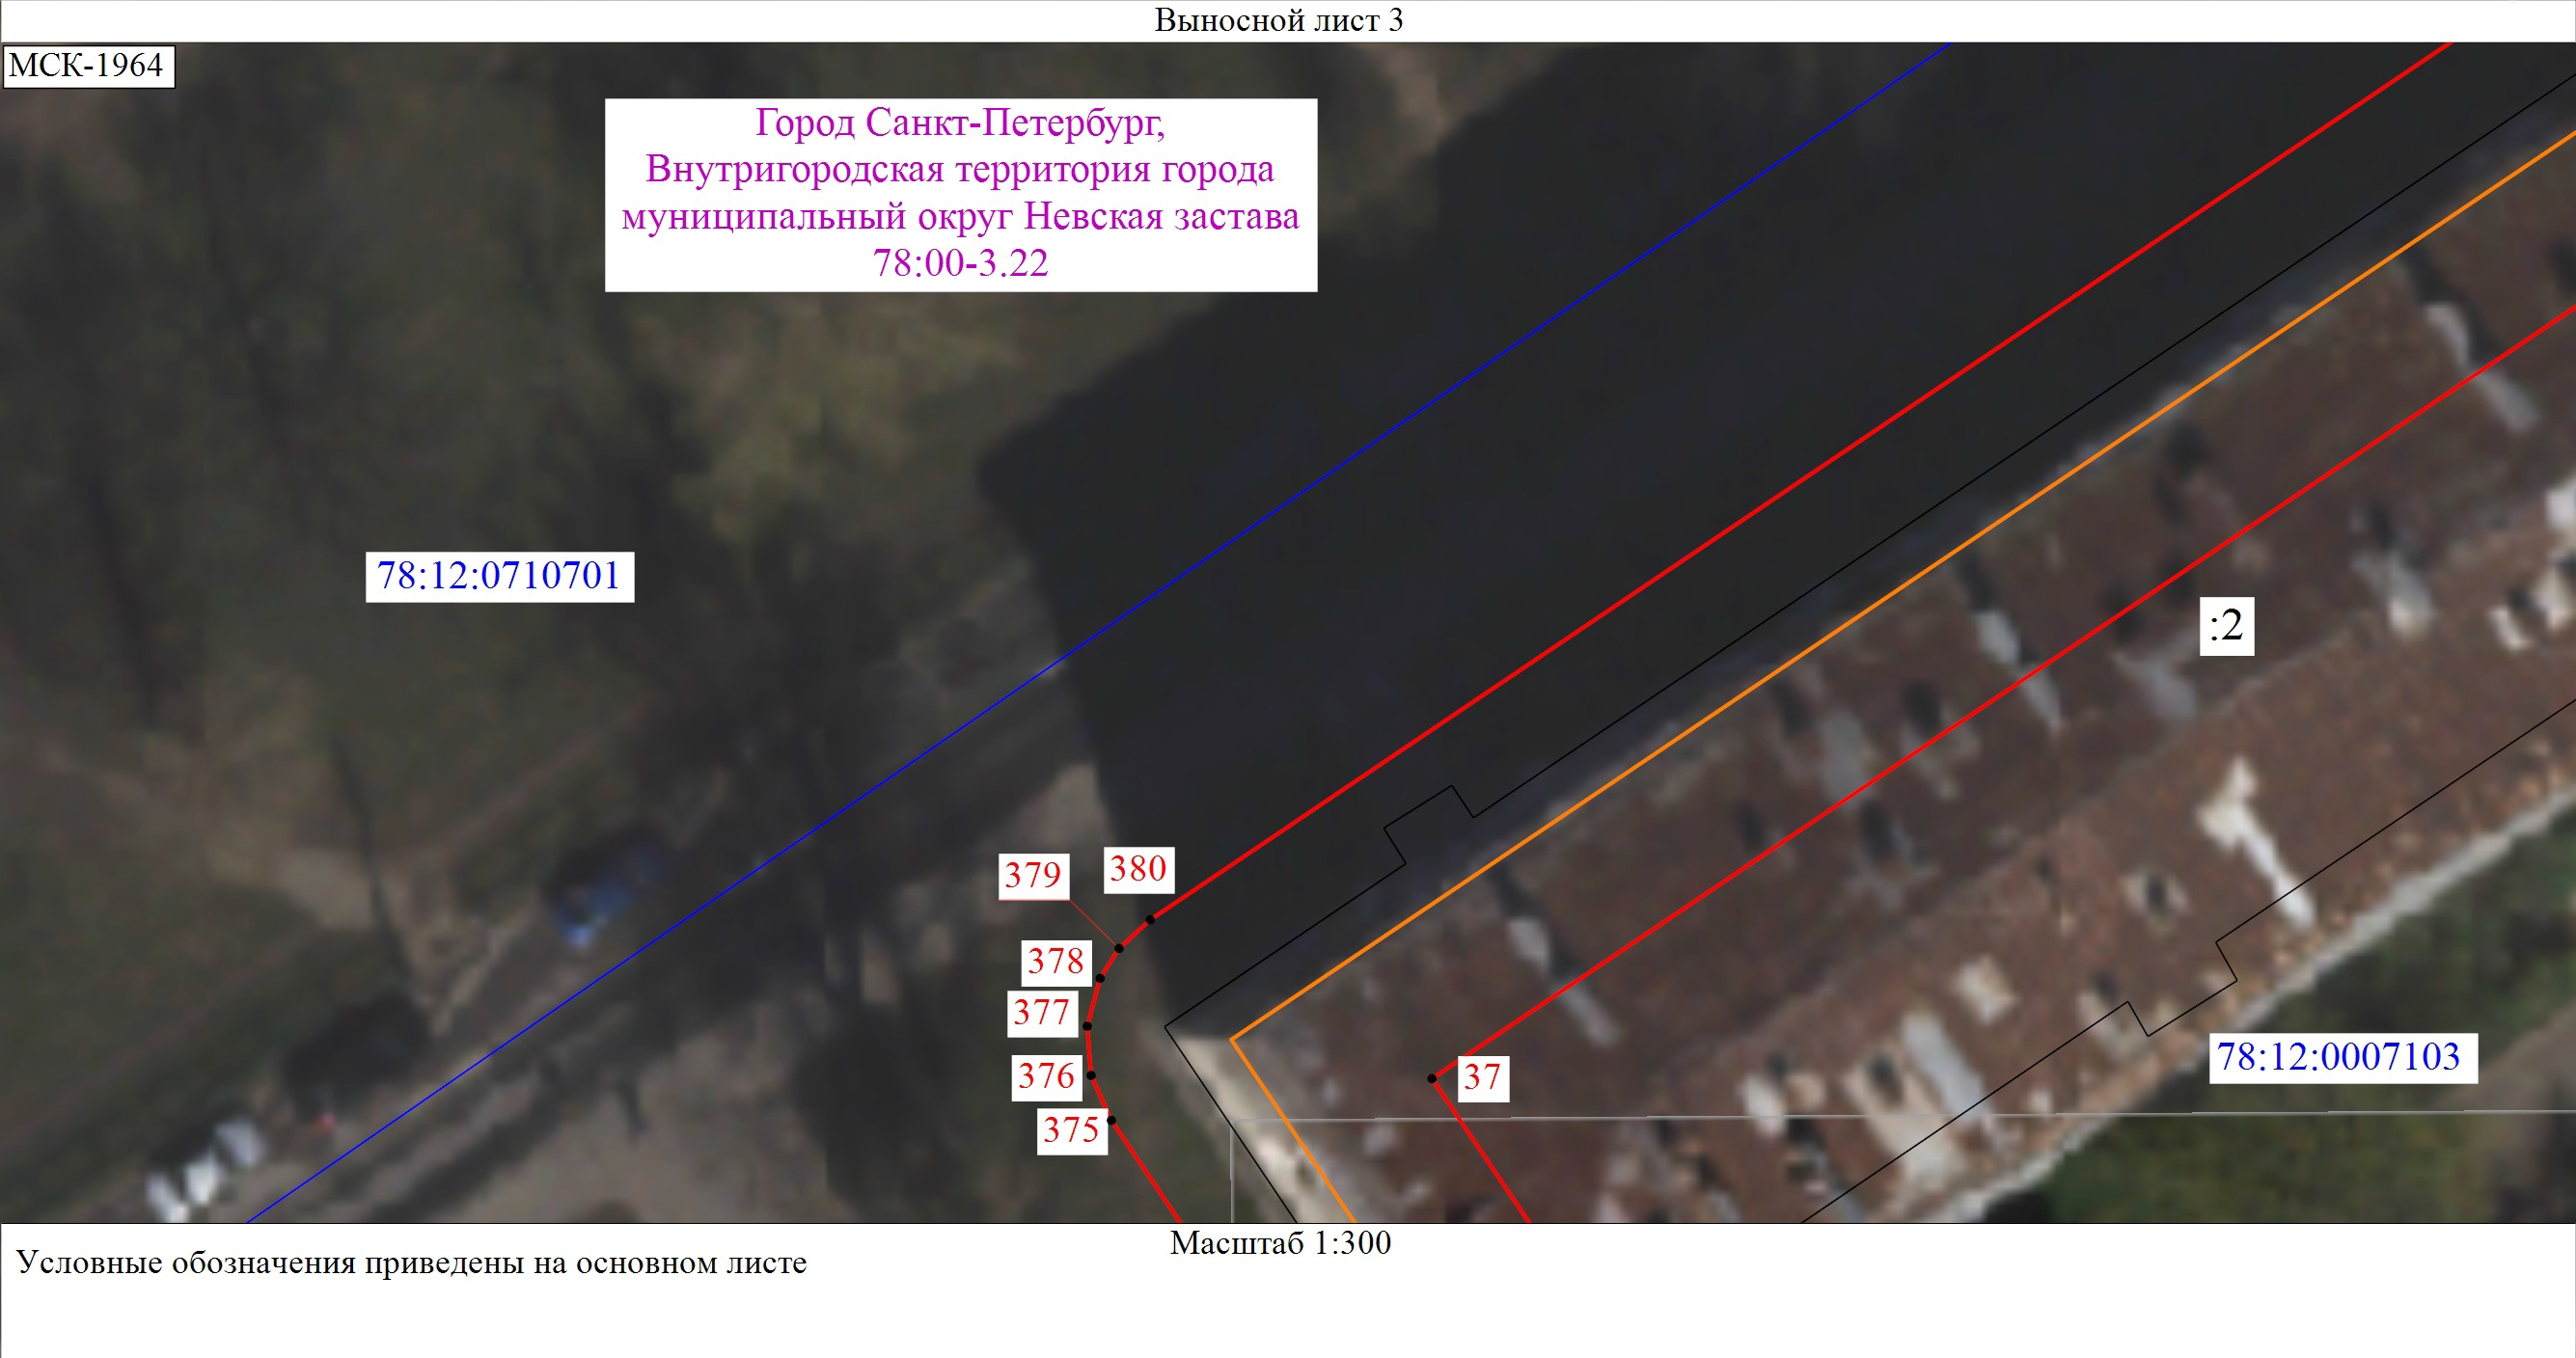 Выносной лист 3
МСК-1964
Город Санкт-Петербург,
Внутригородская территория города
муниципальный округ Невская застава
78:00-3.22
78:12:0710701
:2
379
380
378
377
376
375
37
78:12:0007103
Масштаб 1:300
Условные обозначения приведены на основном листе